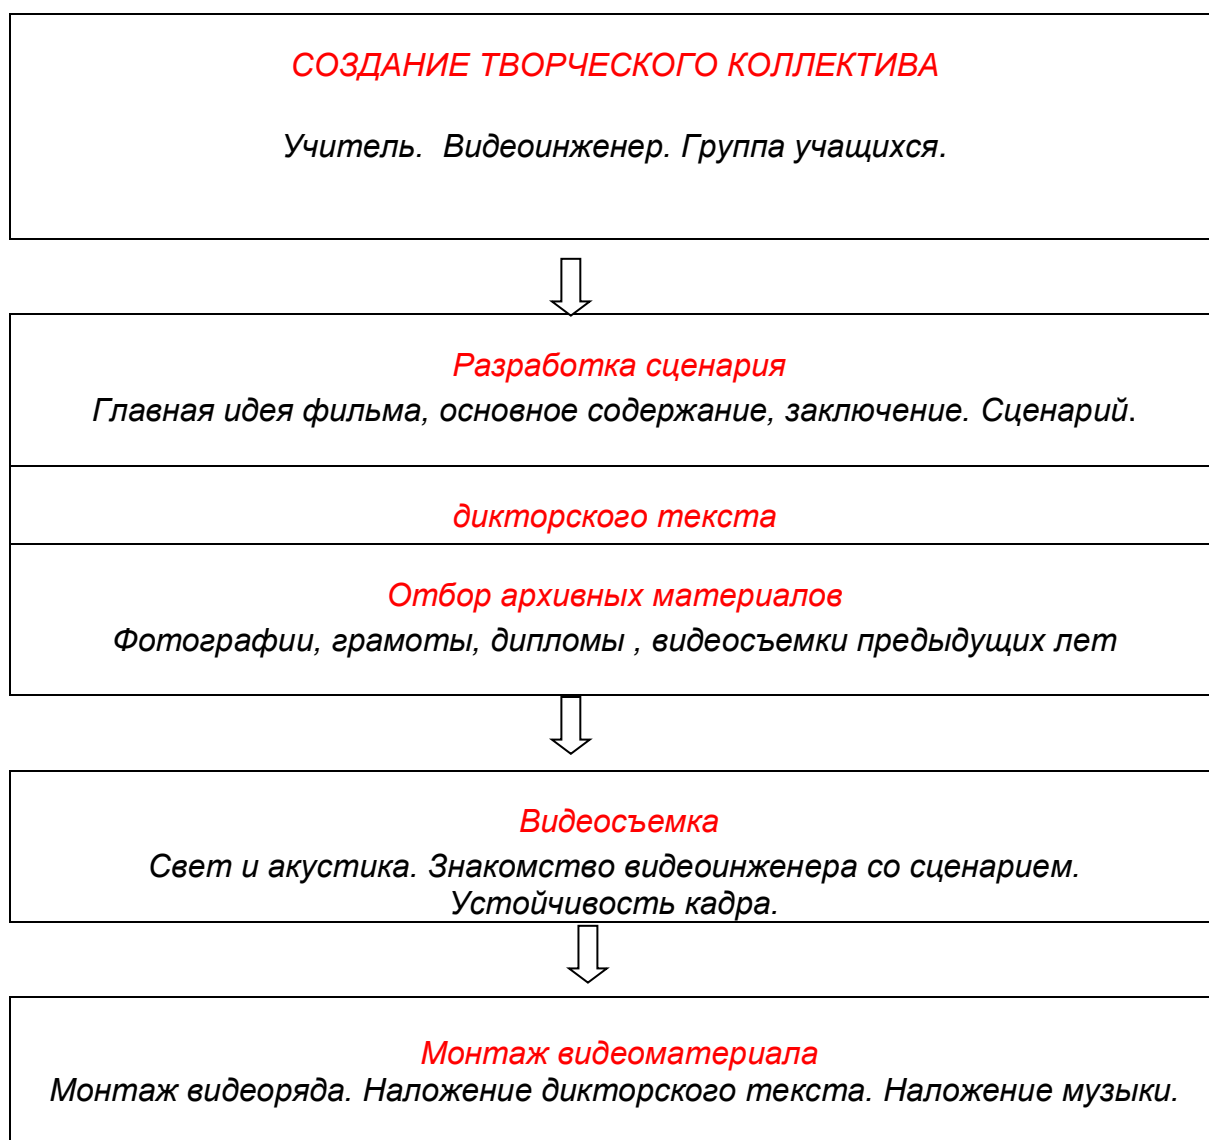 СОЗДАНИЕ ТВОРЧЕСКОГО КОЛЛЕКТИВА
Учитель.  Видеоинженер. Группа учащихся.
Разработка сценария
Главная идея фильма, основное содержание, заключение. Сценарий.
дикторского текста
Отбор архивных материалов
Фотографии, грамоты, дипломы , видеосъемки предыдущих лет
Видеосъемка
Свет и акустика. Знакомство видеоинженера со сценарием.
Устойчивость кадра.
Монтаж видеоматериала
Монтаж видеоряда. Наложение дикторского текста. Наложение музыки.